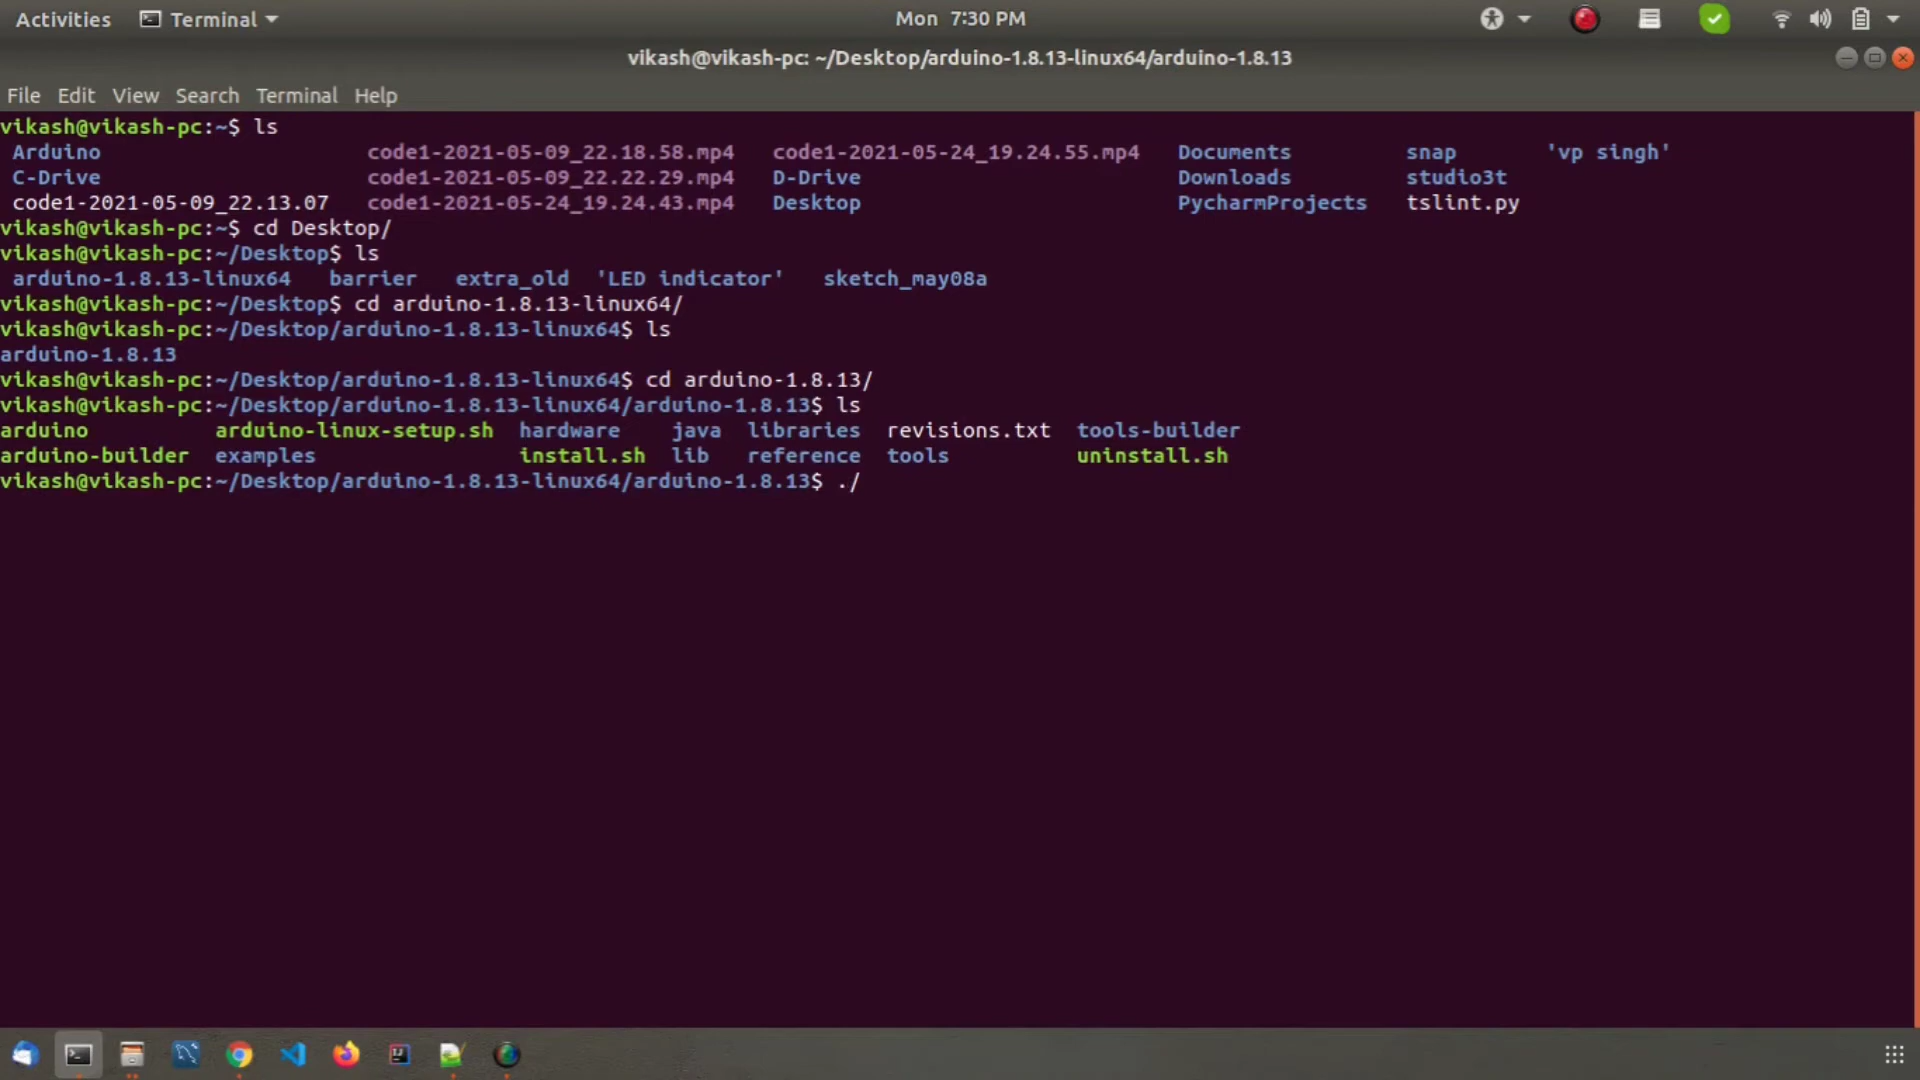 Activities Terminal Mon 7:30 PM
vikash@vikash-pc: ~/Desktop/arduino-1.8.13-linux64/arduino-1.8.13
File Edit View Search Terminal Help
vikash@vikash-pc:~$ ls
Arduino code1-2021-05-09_22.18.58.mp4 code1-2021-05-24_19.24.55.mp4 Documents snap 'vp singh'
C-Drive code1-2021-05-09_22.22.29.mp4 D-Drive Downloads studio3t
code1-2021-05-09_22.13.07 code1-2021-05-24_19.24.43.mp4 Desktop PycharmProjects tslint.py
vikash@vikash-pc:~$ cd Desktop/
vikash@vikash-pc:~/Desktop$ ls
arduino-1.8.13-linux64 barrier extra_old 'LED indicator' sketch_may08a
vikash@vikash-pc:~/Desktop$ cd arduino-1.8.13-linux64/
vikash@vikash-pc:~/Desktop/arduino-1.8.13-linux64$ ls
arduino-1.8.13
vikash@vikash-pc:~/Desktop/arduino-1.8.13-linux64$ cd arduino-1.8.13/
vikash@vikash-pc:~/Desktop/arduino-1.8.13-linux64/arduino-1.8.13$ ls
arduino arduino-linux-setup.sh hardware java libraries revisions.txt tools-builder
arduino-builder examples install.sh lib reference tools uninstall.sh
vikash@vikash-pc:~/Desktop/arduino-1.8.13-linux64/arduino-1.8.13$ ./